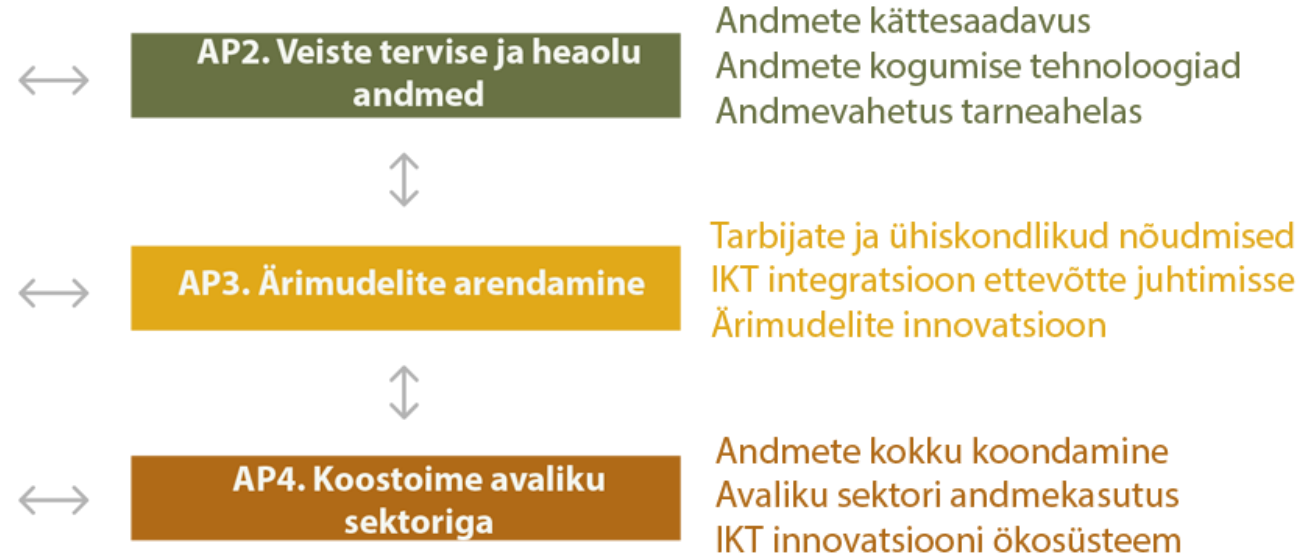 AP2. Veiste tervise ja heaolu
andmed
Andmete kättesaadavus
Andmete kogumise tehnoloogiad
Andmevahetus tarneahelas
AP3. Ärimudelite arendamine
Tarbijate ja ühiskondlikud nõudmised
IKT integratsioon ettevõtte juhtimisse
Ärimudelite innovatsioon
AP4. Koostoime avaliku
sektoriga
Andmete kokku koondamine
Avaliku sektori andmekasutus
IKT innovatsiooni ökosüsteem